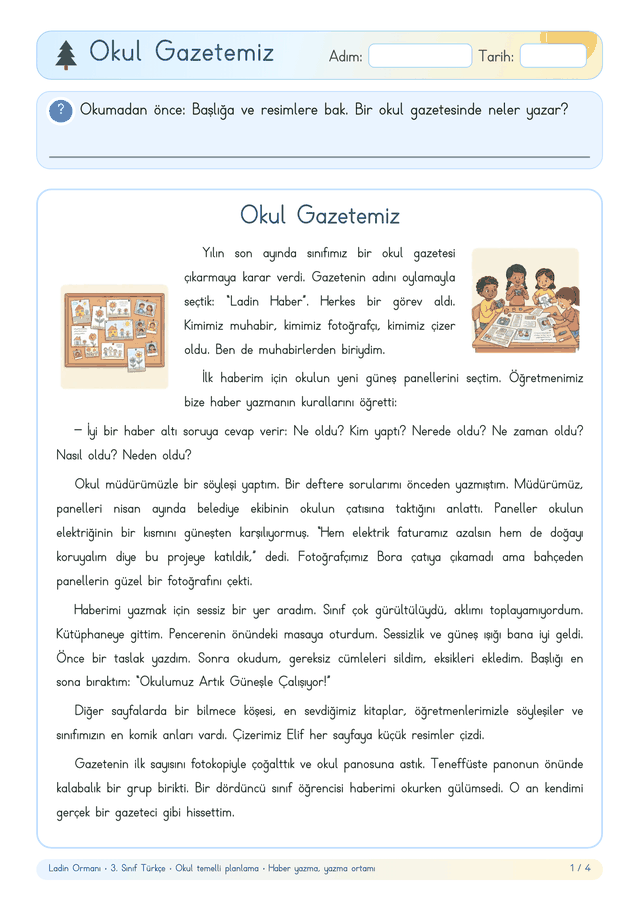 Okul Gazetemiz
Adım:
Tarih:
? Okumadan önce: Başlığa ve resimlere bak. Bir okul gazetesinde neler yazar?
Okul Gazetemiz
Yılın son ayında sınıfımız bir okul gazetesi
çıkarmaya karar verdi. Gazetenin adını oylamayla
seçtik: "Ladin Haber". Herkes bir görev aldı.
Kimimiz muhabir, kimimiz fotoğrafçı, kimimiz çizer
oldu. Ben de muhabirlerden biriydim.
İlk haberim için okulun yeni güneş panellerini seçtim. Öğretmenimiz
bize haber yazmanın kurallarını öğretti:
– İyi bir haber altı soruya cevap verir: Ne oldu? Kim yaptı? Nerede oldu? Ne zaman oldu?
Nasıl oldu? Neden oldu?
Okul müdürümüzle bir söyleşi yaptım. Bir deftere sorularımı önceden yazmıştım. Müdürümüz,
panelleri nisan ayında belediye ekibinin okulun çatısına taktığını anlattı. Paneller okulun
elektriğinin bir kısmını güneşten karşılıyormuş. "Hem elektrik faturamız azalsın hem de doğayı
koruyalım diye bu projeye katıldık," dedi. Fotoğrafçımız Bora çatıya çıkamadı ama bahçeden
panellerin güzel bir fotoğrafını çekti.
Haberimi yazmak için sessiz bir yer aradım. Sınıf çok gürültülüydü, aklımı toplayamıyordum.
Kütüphaneye gittim. Pencerenin önündeki masaya oturdum. Sessizlik ve güneş ışığı bana iyi geldi.
Önce bir taslak yazdım. Sonra okudum, gereksiz cümleleri sildim, eksikleri ekledim. Başlığı en
sona bıraktım: "Okulumuz Artık Güneşle Çalışıyor!"
Diğer sayfalarda bir bilmece köşesi, en sevdiğimiz kitaplar, öğretmenlerimizle söyleşiler ve
sınıfımızın en komik anları vardı. Çizerimiz Elif her sayfaya küçük resimler çizdi.
Gazetenin ilk sayısını fotokopiyle çoğalttık ve okul panosuna astık. Teneffüste panonun önünde
kalabalık bir grup birikti. Bir dördüncü sınıf öğrencisi haberimi okurken gülümsedi. O an kendimi
gerçek bir gazeteci gibi hissettim.
Ladin Ormanı • 3. Sınıf Türkçe • Okul temelli planlama • Haber yazma, yazma ortamı
1 / 4